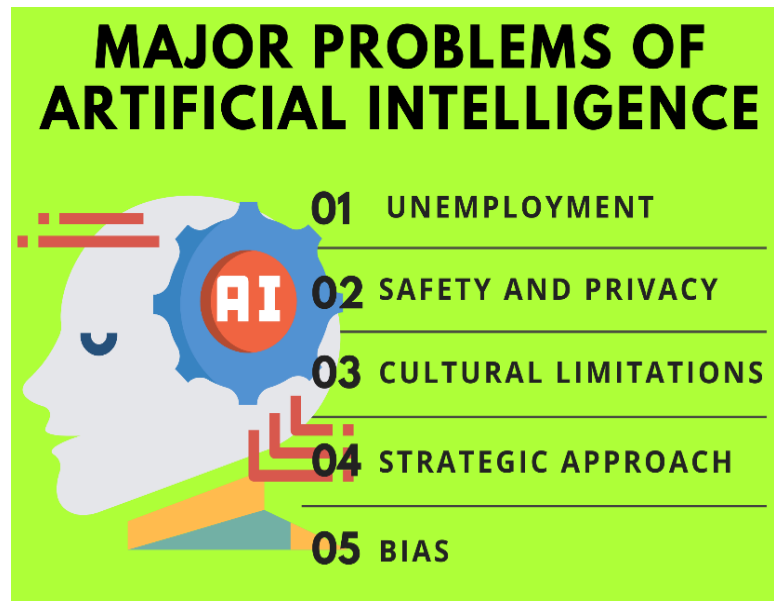 MAJOR PROBLEMS OF
ARTIFICIAL INTELLIGENCE
01 UNEMPLOYMENT
AI
02 SAFETY AND PRIVACY
03 CULTURAL LIMITATIONS
04 STRATEGIC APPROACH
05 BIAS